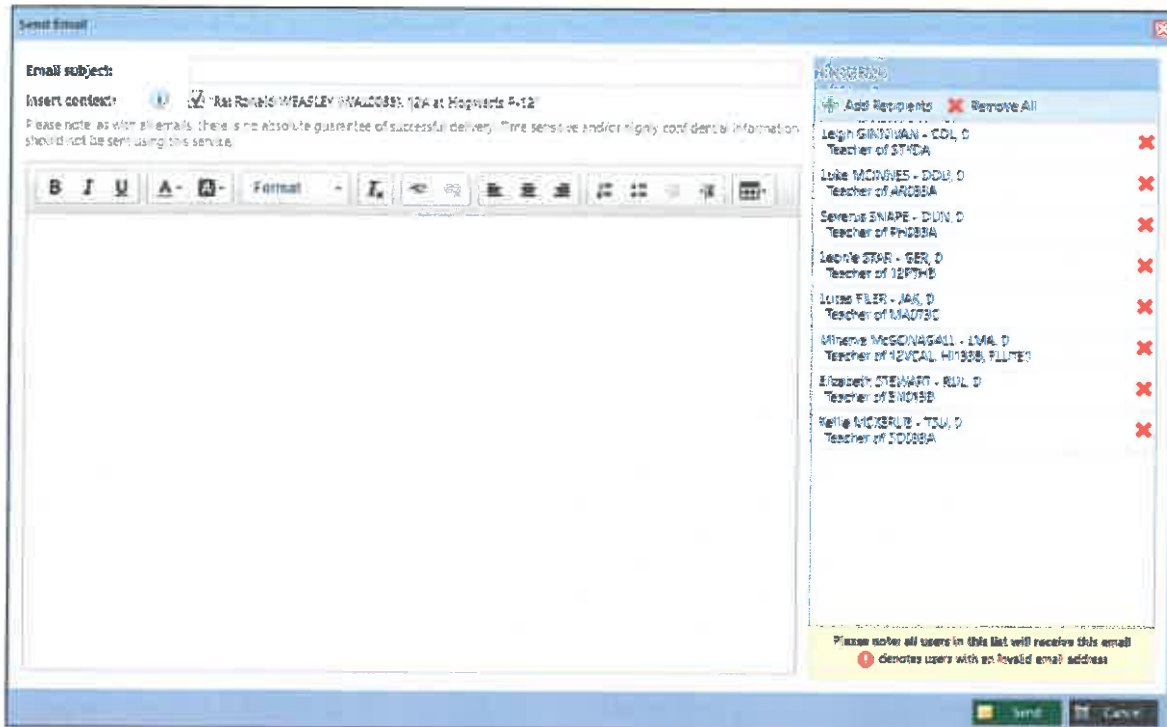 Send Email
Email subject:
Insert context: "Re: Ronald WEASLEY 12A at Hogwarts P-12"
Please note: as with all emails, there is no absolute guarantee of successful delivery. Time sensitive and/or highly confidential information
should not be sent using this service.
B I U A A Format
Add Recipients Remove All
Leigh GINNIVAN - COL, D
Teacher of
Luke MCINNES - D
Teacher of
Severus SNAPE - DUN, D
Teacher of
Leonie STAR - GER, D
Teacher of
Lucas FILER - JAK, D
Teacher of
Minerva McGONAGALL - LMA, D
Teacher of 12VCAL,
Elizabeth STEWART - D
Teacher of
Kellie - TSU, D
Teacher of
Please note: all users in this list will receive this email
denotes users with an invalid email address
Send Cancel